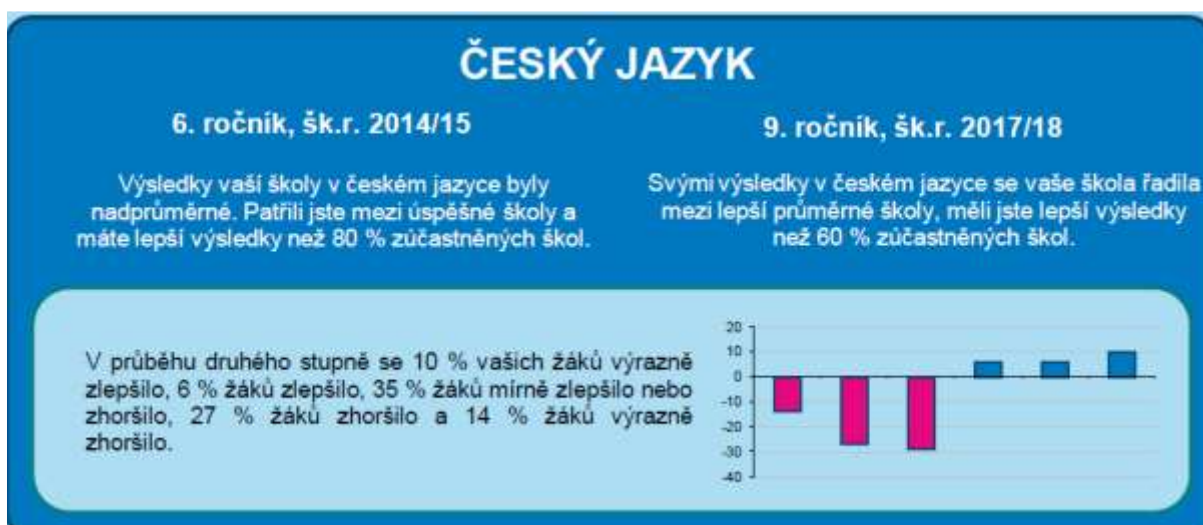 ČESKÝ JAZYK
6. ročník, šk.r. 2014/15
Výsledky vaší školy v českém jazyce byly
nadprůměrné. Patřili jste mezi úspěšné školy a
máte lepší výsledky než 80 % zúčastněných škol.
9. ročník, šk.r. 2017/18
Svými výsledky v českém jazyce se vaše škola řadila
mezi lepší průměrné školy, měli jste lepší výsledky
než 60 % zúčastněných škol.
V průběhu druhého stupně se 10 % vašich žáků výrazně
zlepšilo, 6 % žáků zlepšilo, 35 % žáků mírně zlepšilo nebo
zhoršilo, 27 % žáků zhoršilo a 14 % žáků výrazně
zhoršilo.
20
10
0
-10
-20
-30
-40